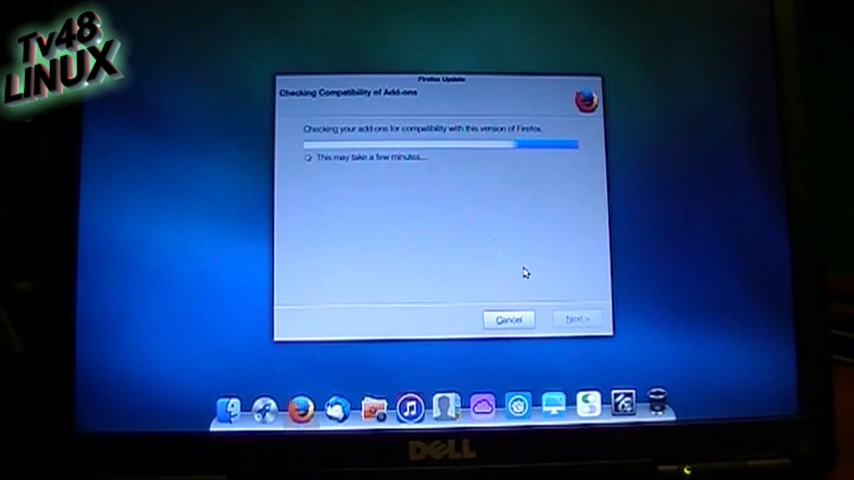 Tv48
LINUX
Firefox Update
Checking Compatibility of Add-ons
Checking your add-ons for compatibility with this version of Firefox.
This may take a few minutes...
Cancel
Next >
DELL